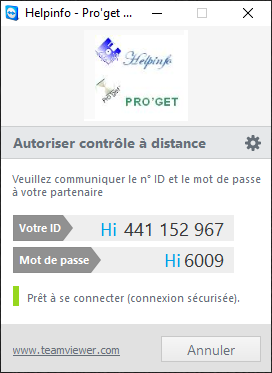 Helpinfo - Pro'get ...
Helpinfo
Pro'get
PRO'GET
Autoriser contrôle à distance
Veuillez communiquer le n° ID et le mot de passe
à votre partenaire
Votre ID Hi 441 152 967
Mot de passe Hi 6009
Prêt à se connecter (connexion sécurisée).
www.teamviewer.com Annuler